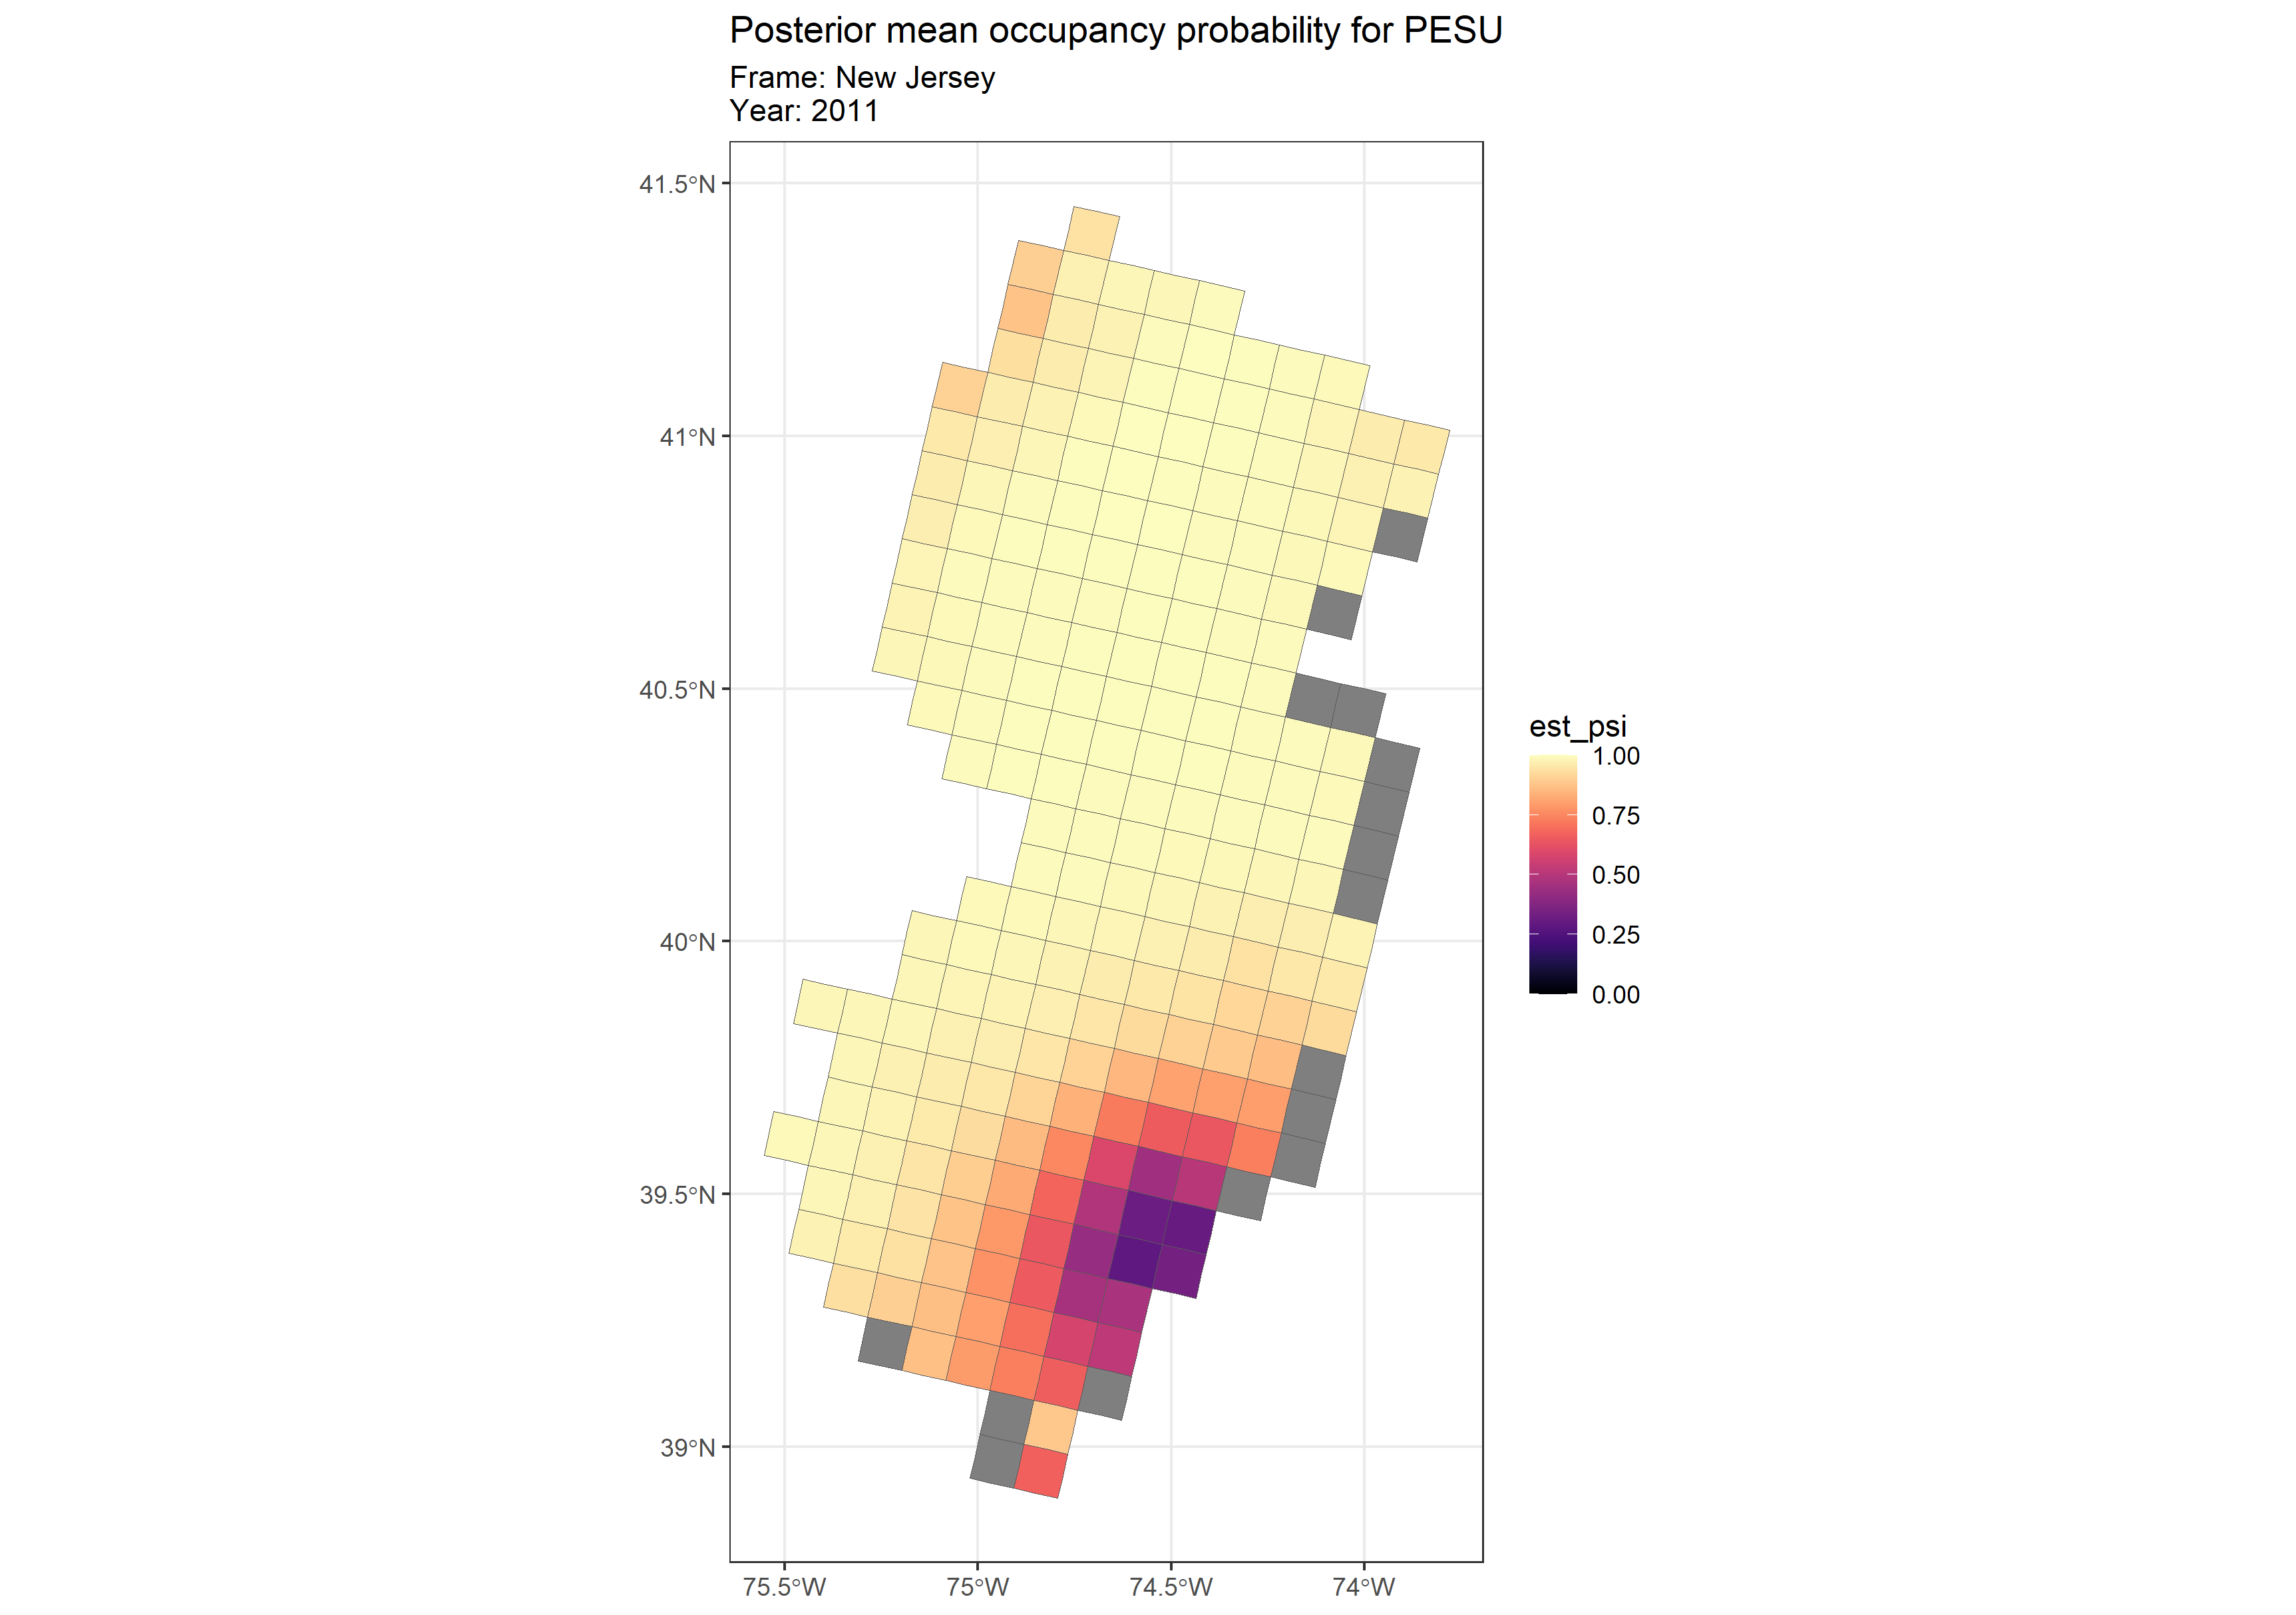 Posterior mean occupancy probability for PESU
Frame: New Jersey
Year: 2011
41.5°N
41°N
40.5°N
40°N
39.5°N
39°N
75.5°W
75°W
74.5°W
74°W
est_psi
1.00
0.75
0.50
0.25
0.00